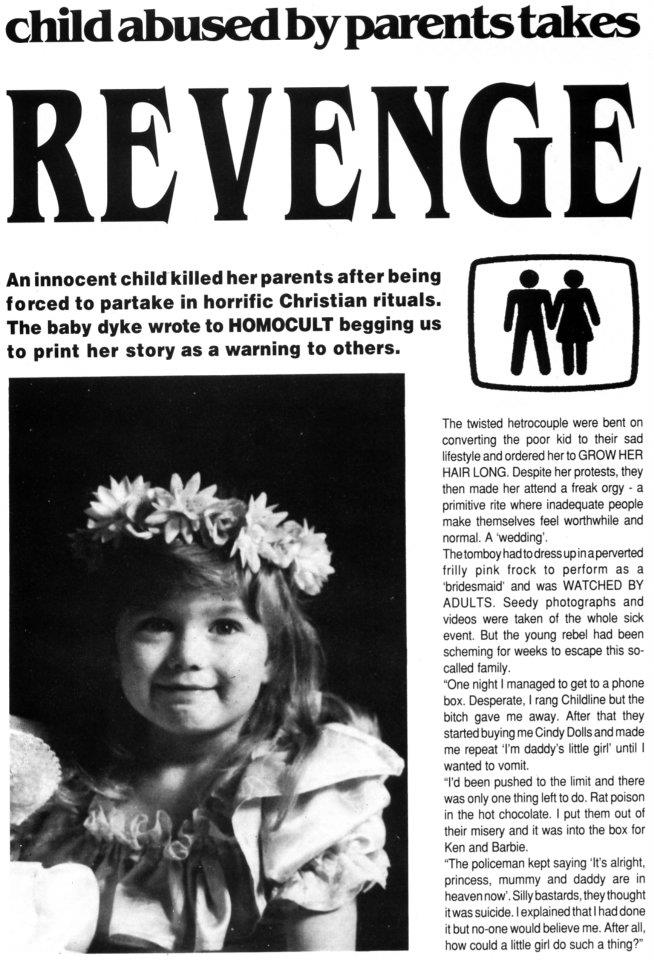 child abused by parents takes
REVENGE
An innocent child killed her parents after being
forced to partake in horrific Christian rituals.
The baby dyke wrote to HOMOCULT begging us
to print her story as a warning to others.
The twisted hetrocouple were bent on
converting the poor kid to their sad
lifestyle and ordered her to GROW HER
HAIR LONG. Despite her protests, they
then made her attend a freak orgy - a
primitive rite where inadequate people
make themselves feel worthwhile and
normal. A 'wedding'.
The tomboy had to dress up in a perverted
frilly pink frock to perform as a
'bridesmaid' and was WATCHED BY
ADULTS. Seedy photographs and
videos were taken of the whole sick
event. But the young rebel had been
scheming for weeks to escape this so-
called family.
"One night I managed to get to a phone
box. Desperate, I rang Childline but the
bitch gave me away. After that they
started buying me Cindy Dolls and made
me repeat 'I'm daddy's little girl' until I
wanted to vomit.
"I'd been pushed to the limit and there
was only one thing left to do. Rat poison
in the hot chocolate. I put them out of
their misery and it was into the box for
Ken and Barbie.
"The policeman kept saying 'It's alright,
princess, mummy and daddy are in
heaven now'. Silly bastards, they thought
it was suicide. I explained that I had done
it but no-one would believe me. After all,
how could a little girl do such a thing?"